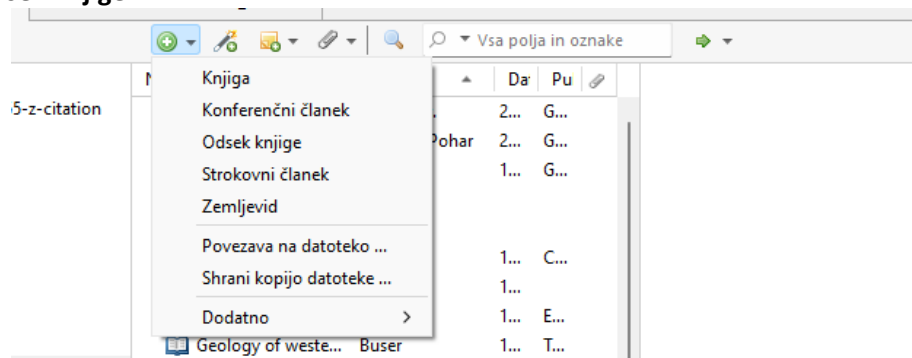 Vsa polja in oznake
Da Pu
Knjiga
Konferenčni članek
Odsek knjige
Strokovni članek
Zemljevid
Povezava na datoteko ...
Shrani kopijo datoteke ...
Dodatno
5-z-citation
2... G...
Pohar 2... G...
1... G...
1... C...
1...
1... E...
Geology of weste... Buser 1... T...